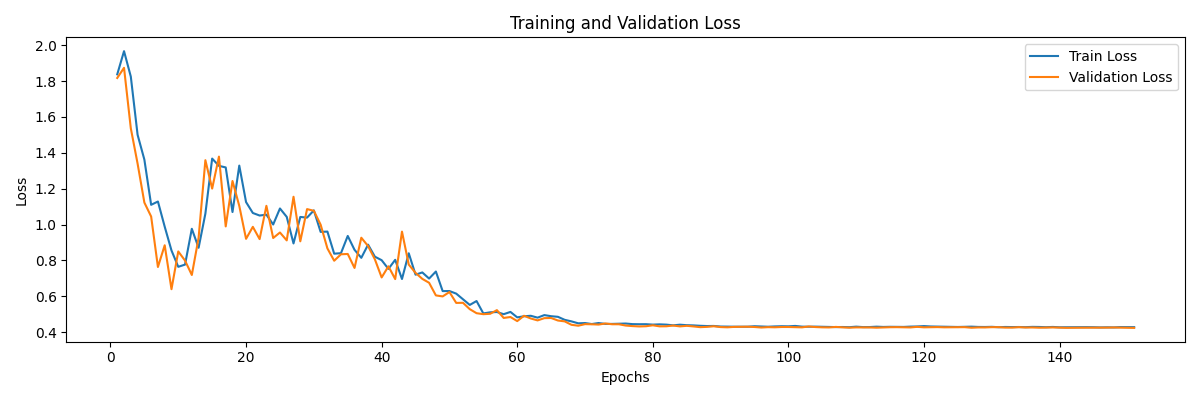 Training and Validation Loss
Train Loss
Validation Loss
Loss
2.0
1.8
1.6
1.4
1.2
1.0
0.8
0.6
0.4
0 20 40 60 80 100 120 140
Epochs